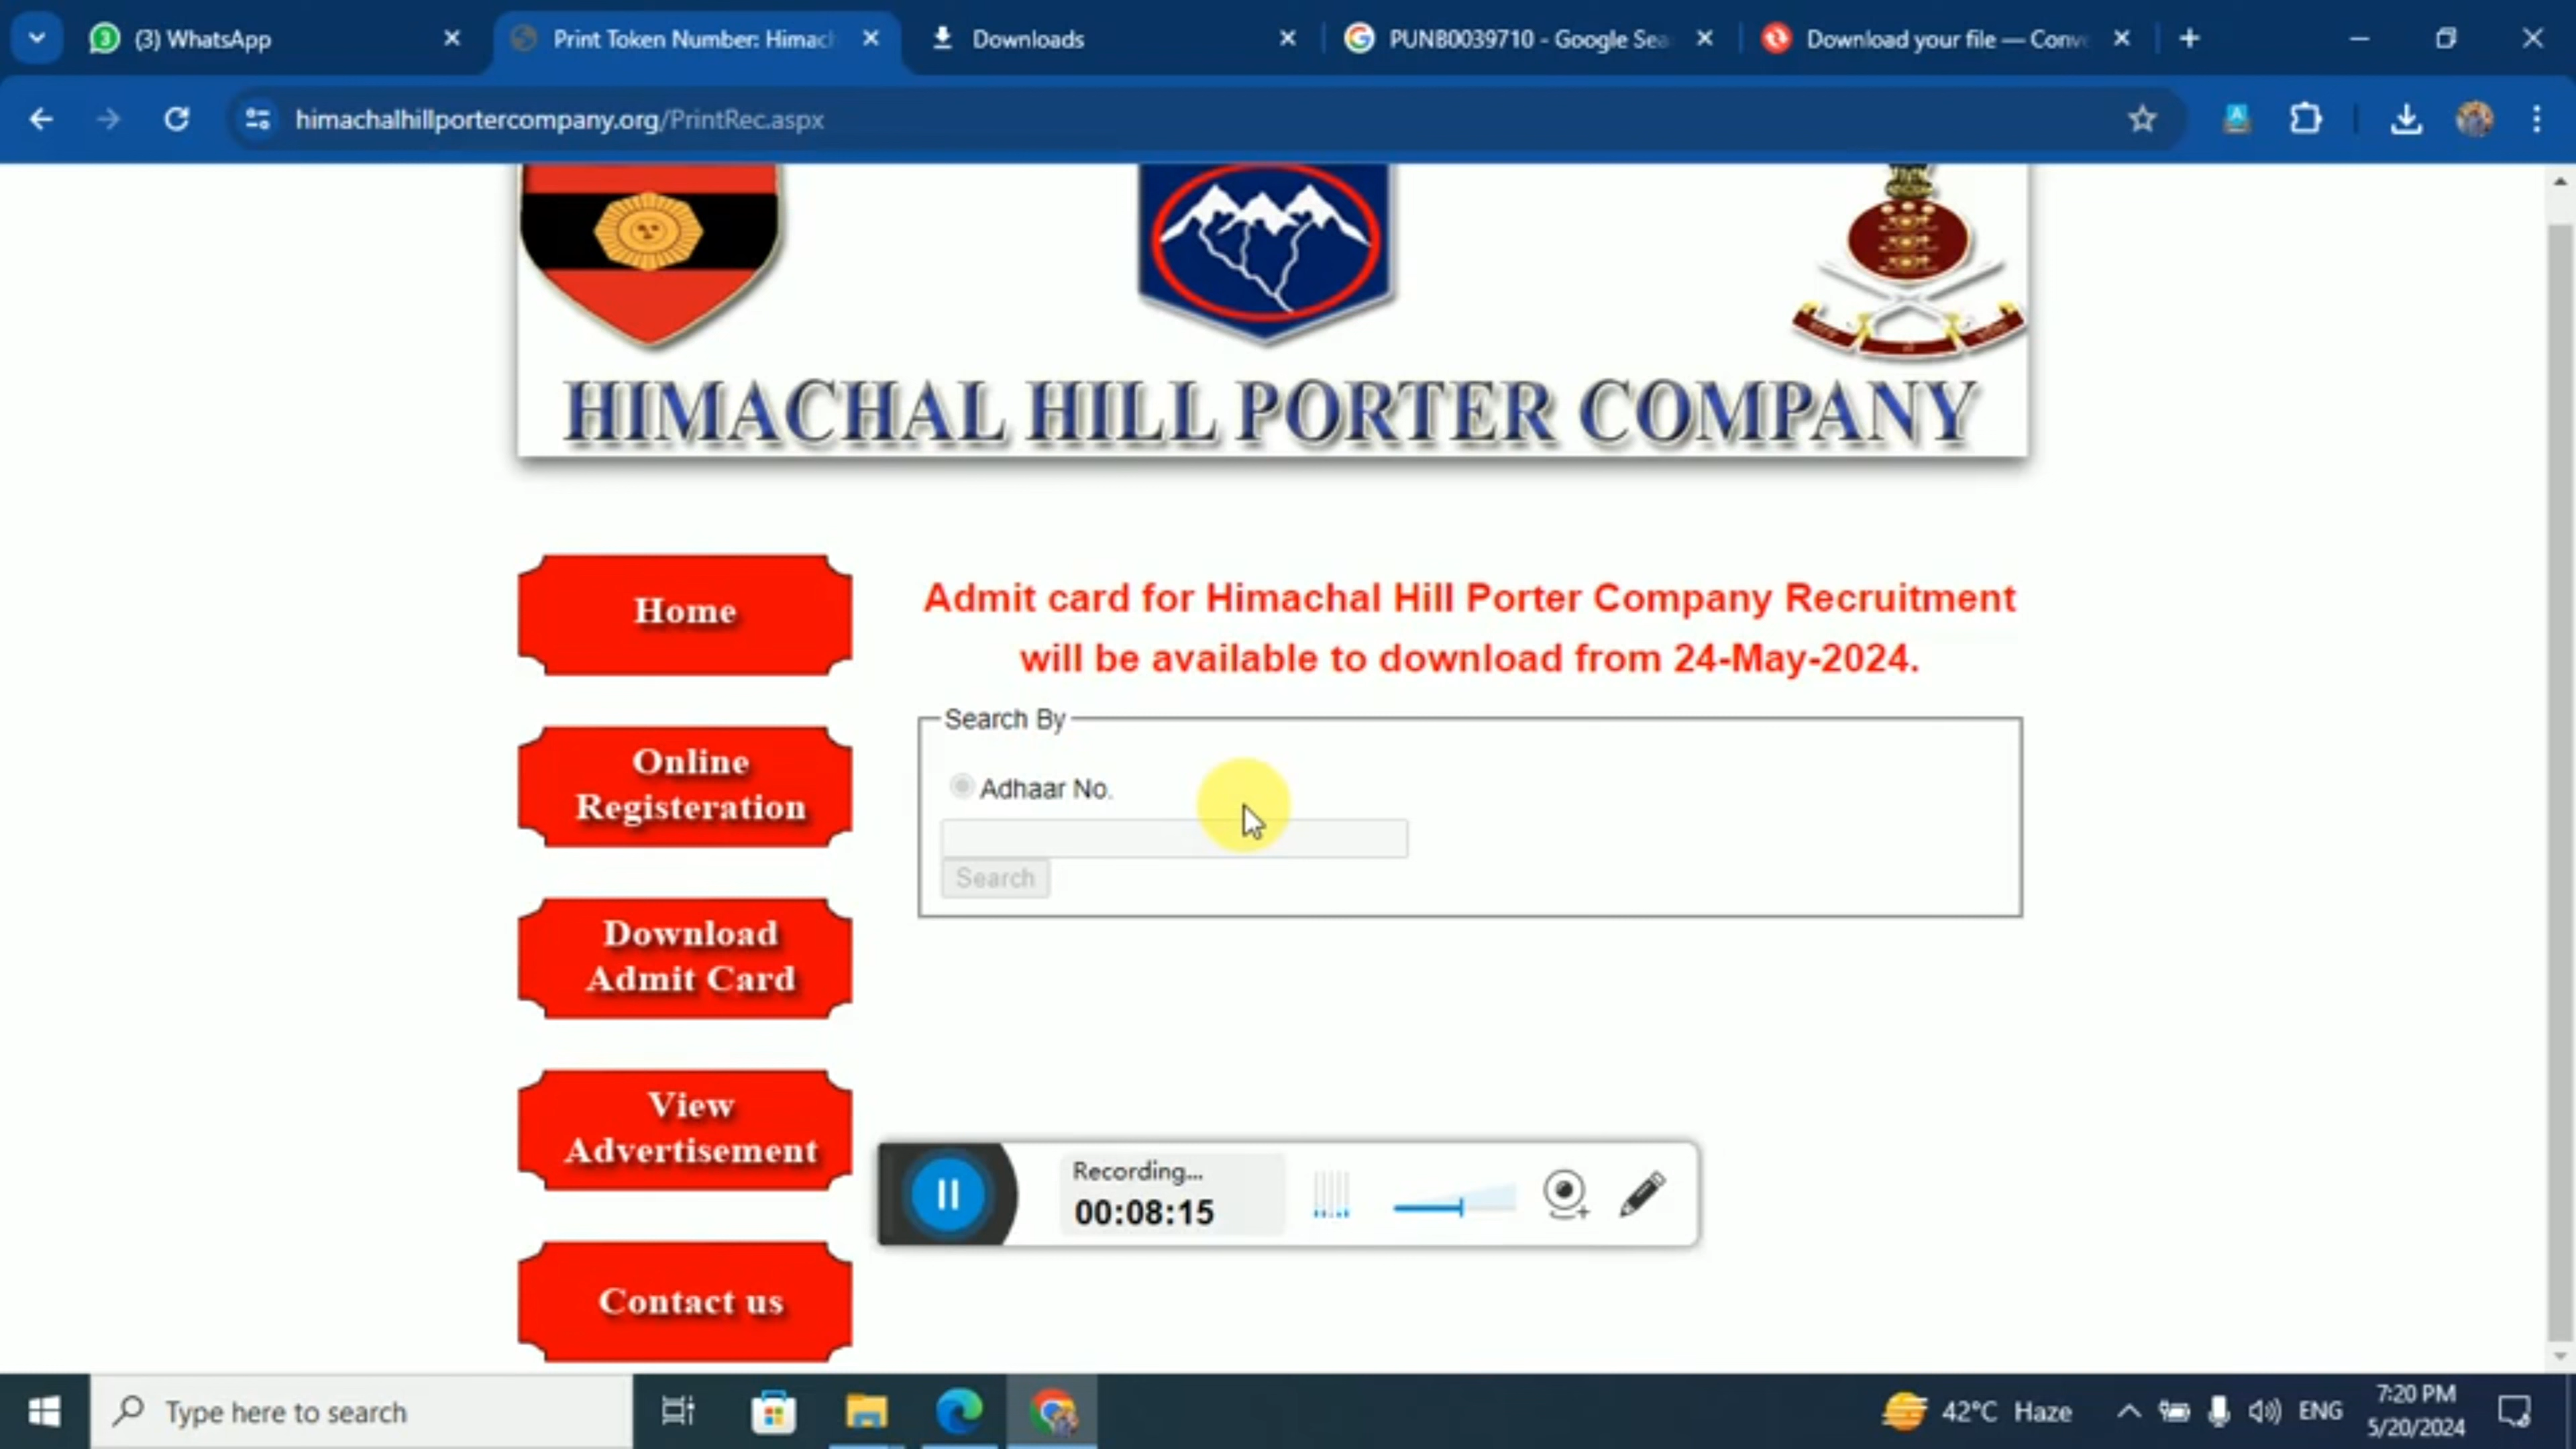 (3) WhatsApp
Print Token Number: Himac
Downloads
PUNB0039710 - Google Sea
Download your file — Conv
himachalhillportercompany.org/PrintRec.aspx
HIMACHAL HILL PORTER COMPANY
Home
Admit card for Himachal Hill Porter Company Recruitment
will be available to download from 24-May-2024.
Search By
Adhaar No.
Search
Online
Registeration
Download
Admit Card
View
Advertisement
Contact us
Recording...
00:08:15
Type here to search
42°C Haze
ENG
7:20 PM
5/20/2024